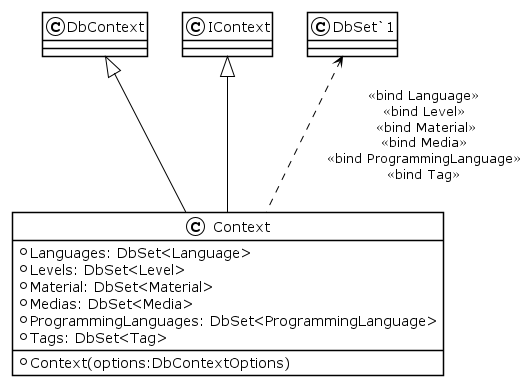 C DbContext
C IContext
C DbSet`1
«bind Language»
«bind Level»
«bind Material»
«bind Media»
«bind ProgrammingLanguage»
«bind Tag»
C Context
Languages: DbSet<Language>
Levels: DbSet<Level>
Material: DbSet<Material>
Medias: DbSet<Media>
ProgrammingLanguages: DbSet<ProgrammingLanguage>
Tags: DbSet<Tag>
Context(options:DbContextOptions)